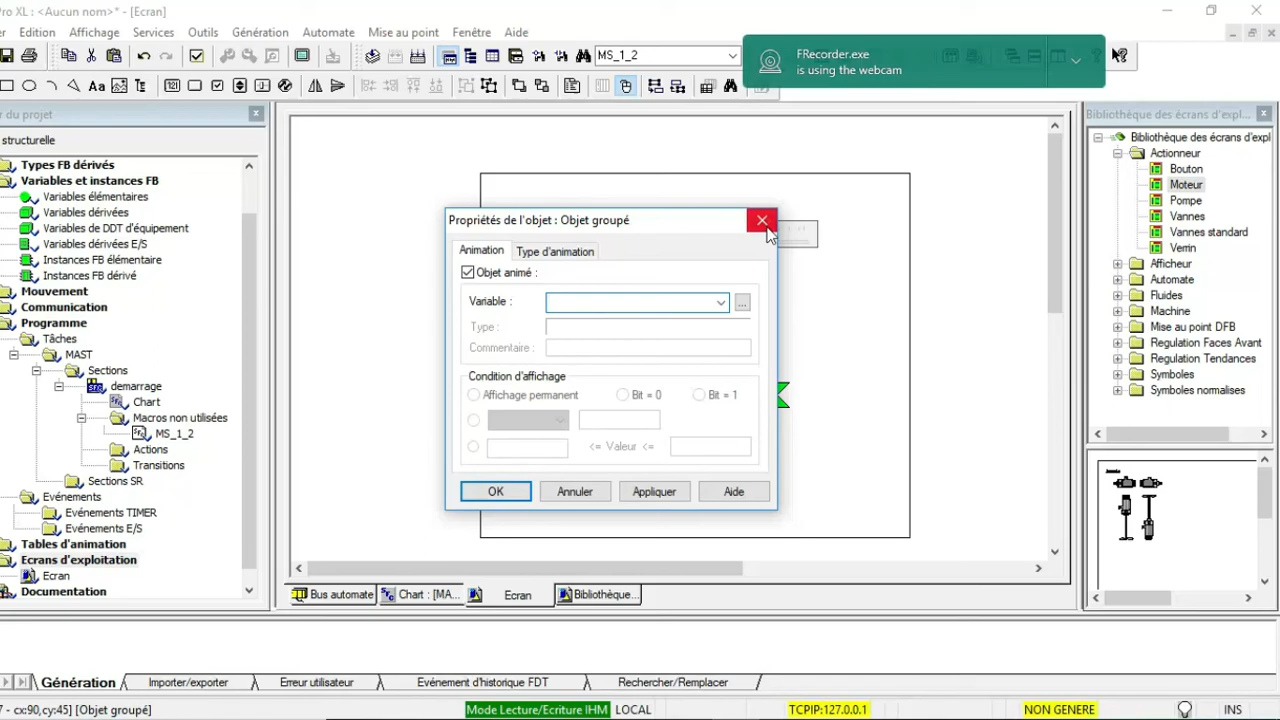 Pro XL : <Aucun nom>* - [Ecran]
Edition Affichage Services Outils Génération Automate Mise au point Fenêtre Aide
MS_1_2
FRecorder.exe
is using the webcam
Aa
r du projet
structurelle
Types FB dérivés
Variables et instances FB
Variables élémentaires
Variables dérivées
Variables de DDT d'équipement
Variables dérivées E/S
Instances FB élémentaire
Instances FB dérivé
Mouvement
Communication
Programme
Tâches
MAST
Sections
demarrage
Chart
Macros non utilisées
MS_1_2
Actions
Transitions
Sections SR
Evénements
Evénements TIMER
Evénements E/S
Tables d'animation
Ecrans d'exploitation
Ecran
Documentation
Propriétés de l'objet : Objet groupé
Animation Type d'animation
Objet animé :
Variable :
...
Type :
Commentaire :
Condition d'affichage
Affichage permanent Bit = 0 Bit = 1
<= Valeur <=
OK Annuler Appliquer Aide
Bibliothèque des écrans d'expl...
Bibliothèque des écrans d'expl
Actionneur
Bouton
Moteur
Pompe
Vannes
Vannes standard
Verrin
Afficheur
Automate
Fluides
Machine
Mise au point DFB
Regulation Faces Avant
Regulation Tendances
Symboles
Symboles normalises
Bus automate Chart : [MA... Ecran Bibliothèque...
Génération Importer/exporter Erreur utilisateur Evénement d'historique FDT Rechercher/Remplacer
7 - cx:90,cy:45] [Objet groupé] Mode Lecture/Ecriture IHM LOCAL TCPIP:127.0.0.1 NON GENERE INS